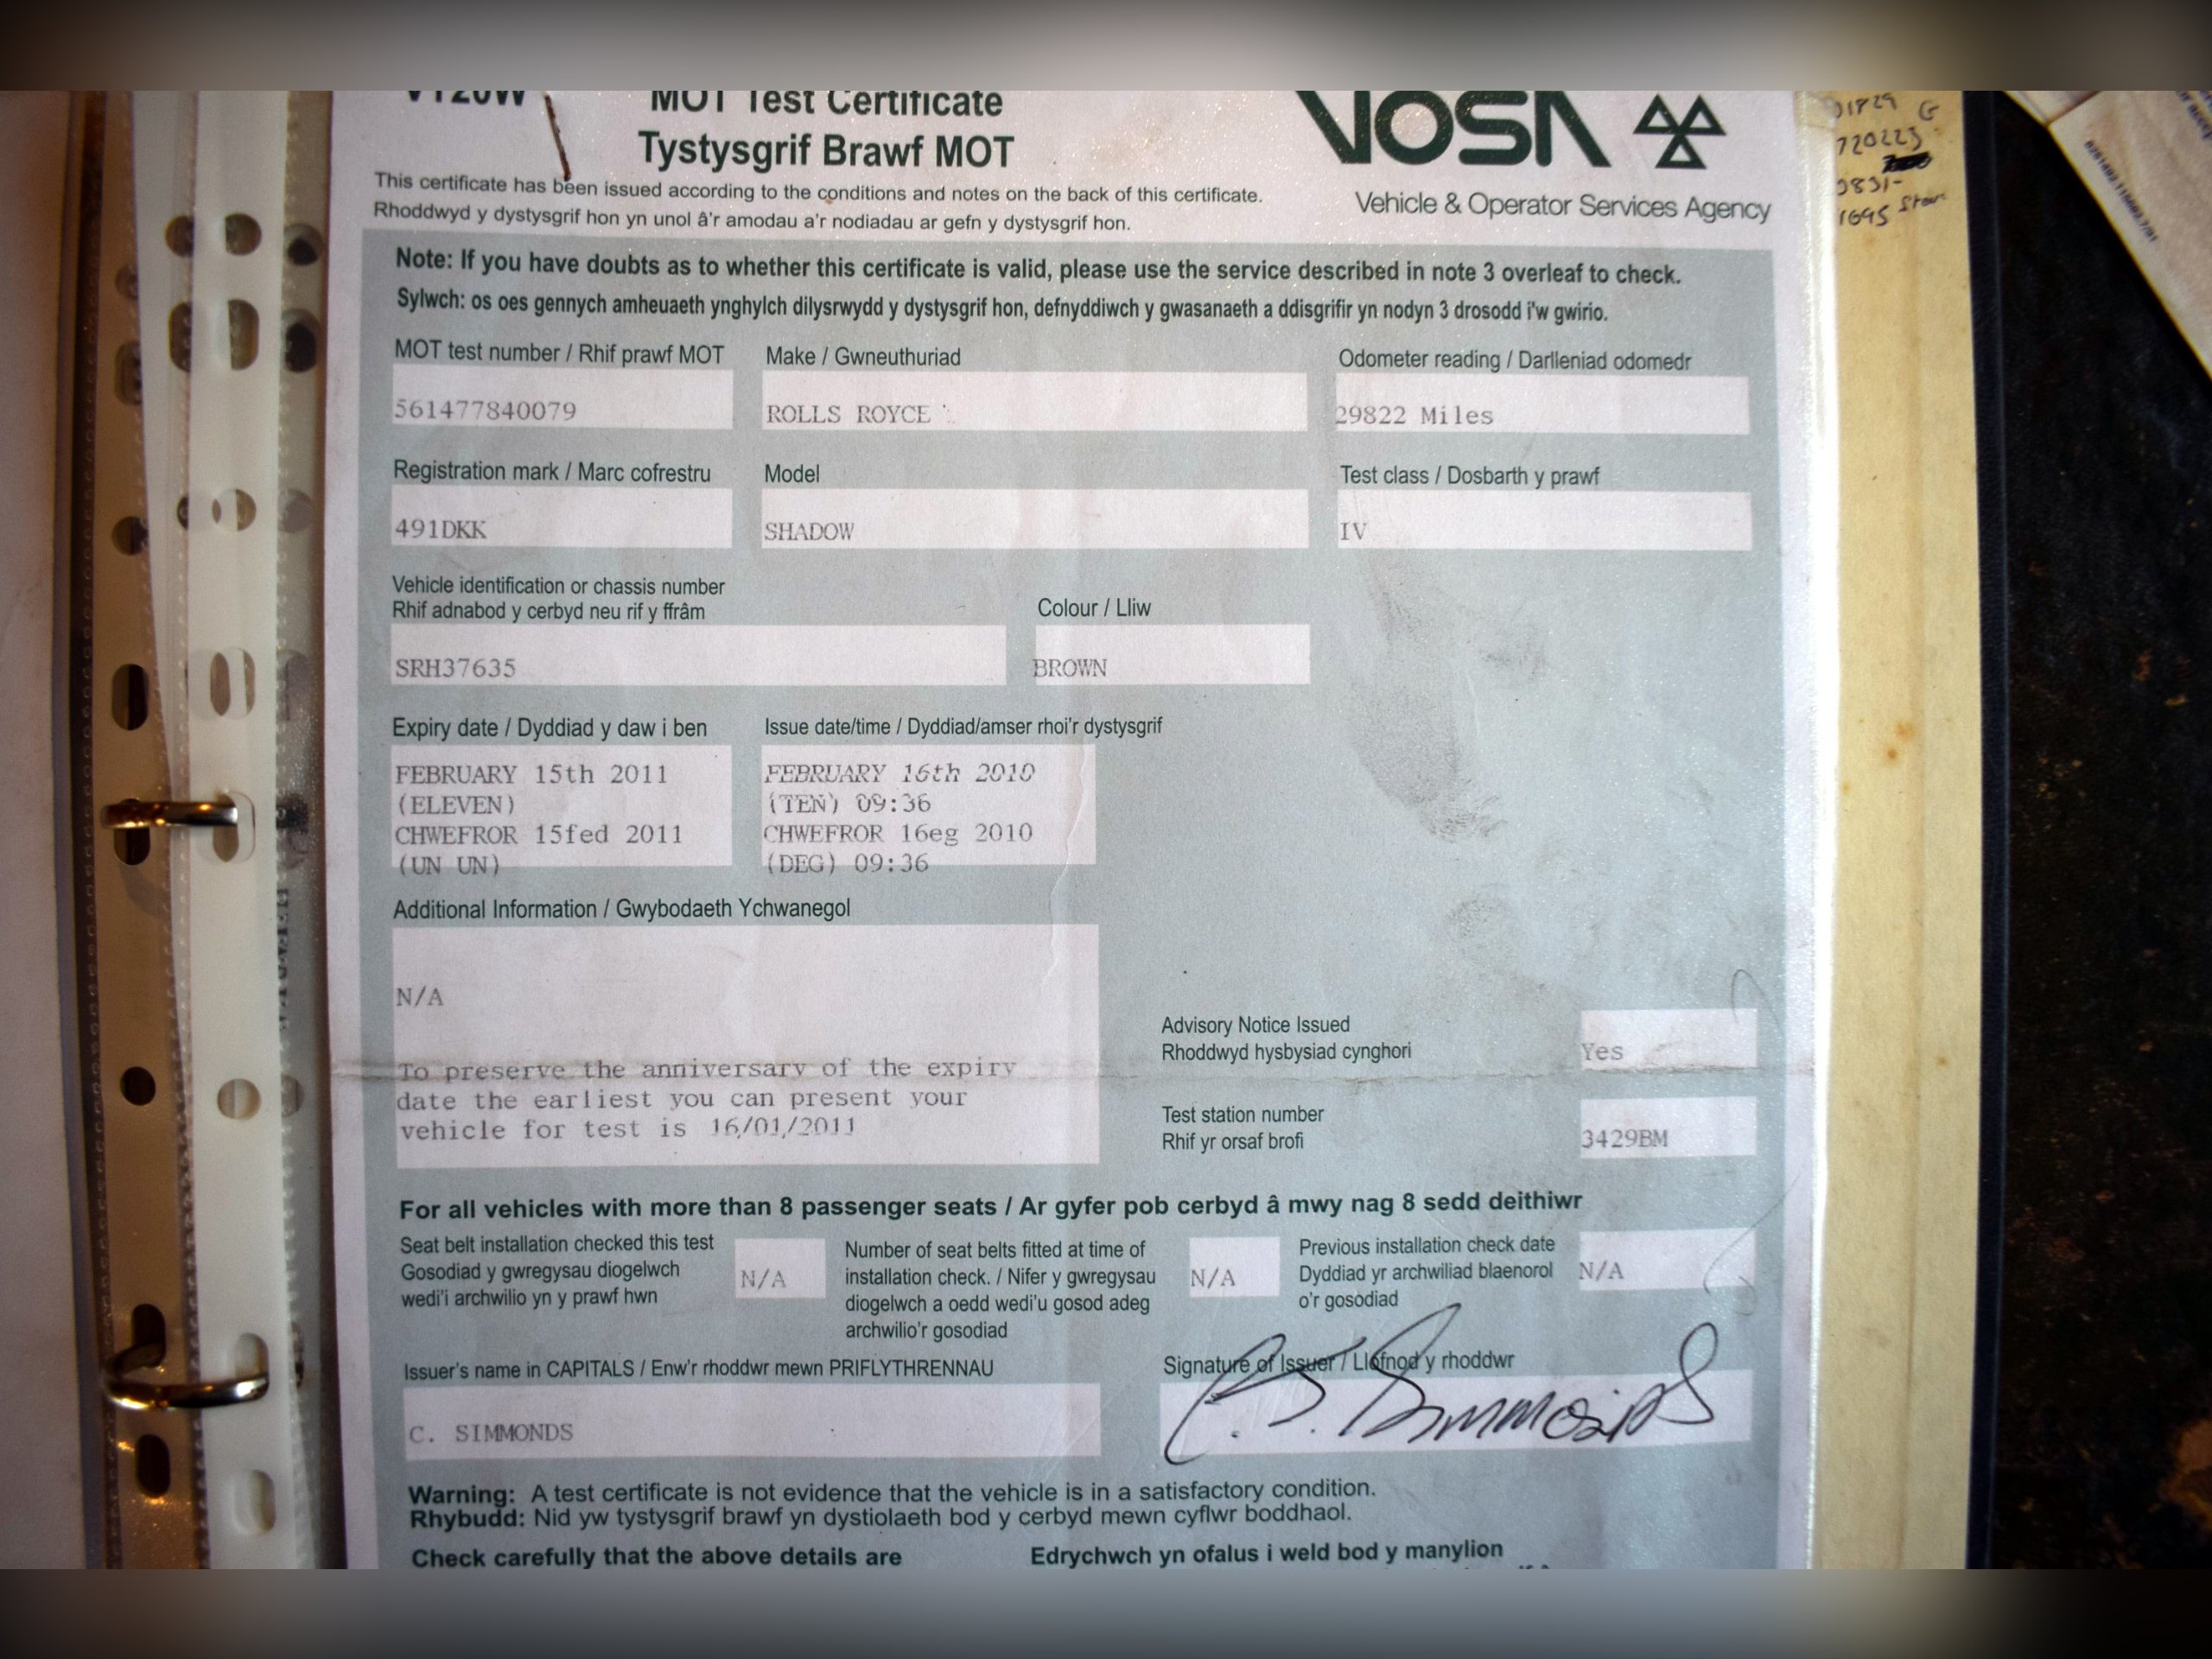 VT20W
MOT Test Certificate
Tystysgrif Brawf MOT
VOSA
Vehicle & Operator Services Agency
This certificate has been issued according to the conditions and notes on the back of this certificate.
Rhoddwyd y dystysgrif hon yn unol â'r amodau a'r nodiadau ar gefn y dystysgrif hon.
Note: If you have doubts as to whether this certificate is valid, please use the service described in note 3 overleaf to check.
Sylwch: os oes gennych amheuaeth ynghylch dilysrwydd y dystysgrif hon, defnyddiwch y gwasanaeth a ddisgrifir yn nodyn 3 drosodd i'w gwirio.
MOT test number / Rhif prawf MOT
561477840079
Make / Gwneuthuriad
ROLLS ROYCE
Odometer reading / Darlleniad odomedr
29822 Miles
Registration mark / Marc cofrestru
491DKK
Model
SHADOW
Test class / Dosbarth y prawf
IV
Vehicle identification or chassis number
Rhif adnabod y cerbyd neu rif y ffrâm
SRH37635
Colour / Lliw
BROWN
Expiry date / Dyddiad y daw i ben
FEBRUARY 15th 2011
(ELEVEN)
CHWEFROR 15fed 2011
(UN UN)
Issue date/time / Dyddiad/amser rhoi'r dystysgrif
FEBRUARY 16th 2010
(TEN) 09:36
CHWEFROR 16eg 2010
(DEG) 09:36
Additional Information / Gwybodaeth Ychwanegol
N/A
To preserve the anniversary of the expiry
date the earliest you can present your
vehicle for test is 16/01/2011
Advisory Notice Issued
Rhoddwyd hysbysiad cynghori
Yes
Test station number
Rhif yr orsaf brofi
3429BM
For all vehicles with more than 8 passenger seats / Ar gyfer pob cerbyd â mwy nag 8 sedd deithiwr
Seat belt installation checked this test
Gosodiad y gwregysau diogelwch
wedi'i archwilio yn y prawf hwn
N/A
Number of seat belts fitted at time of
installation check. / Nifer y gwregysau
diogelwch a oedd wedi'u gosod adeg
archwilio'r gosodiad
N/A
Previous installation check date
Dyddiad yr archwiliad blaenorol
o'r gosodiad
N/A
Issuer's name in CAPITALS / Enw'r rhoddwr mewn PRIFLYTHRENNAU
C. SIMMONDS
Signature of Issuer / Llofnod y rhoddwr
C. S. Simmonds
Warning: A test certificate is not evidence that the vehicle is in a satisfactory condition.
Rhybudd: Nid yw tystysgrif brawf yn dystiolaeth bod y cerbyd mewn cyflwr boddhaol.
Check carefully that the above details are
Edrychwch yn ofalus i weld bod y manylion
01829 G
720223
0831-
1695